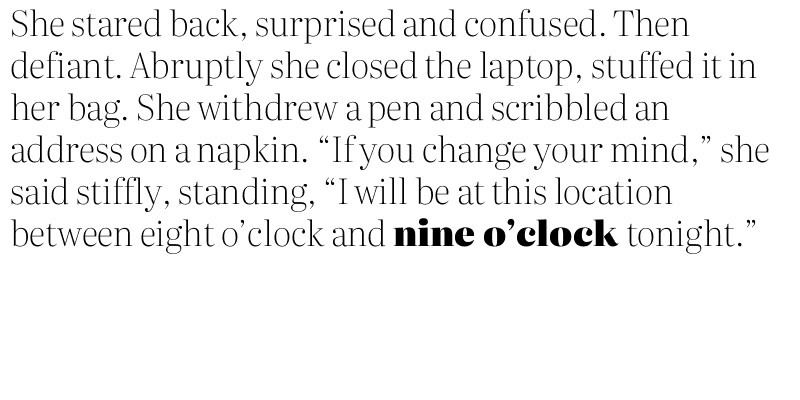 She stared back, surprised and confused. Then
defiant. Abruptly she closed the laptop, stuffed it in
her bag. She withdrew a pen and scribbled an
address on a napkin. “If you change your mind,” she
said stiffly, standing, “I will be at this location
between eight o’clock and nine o’clock tonight.”